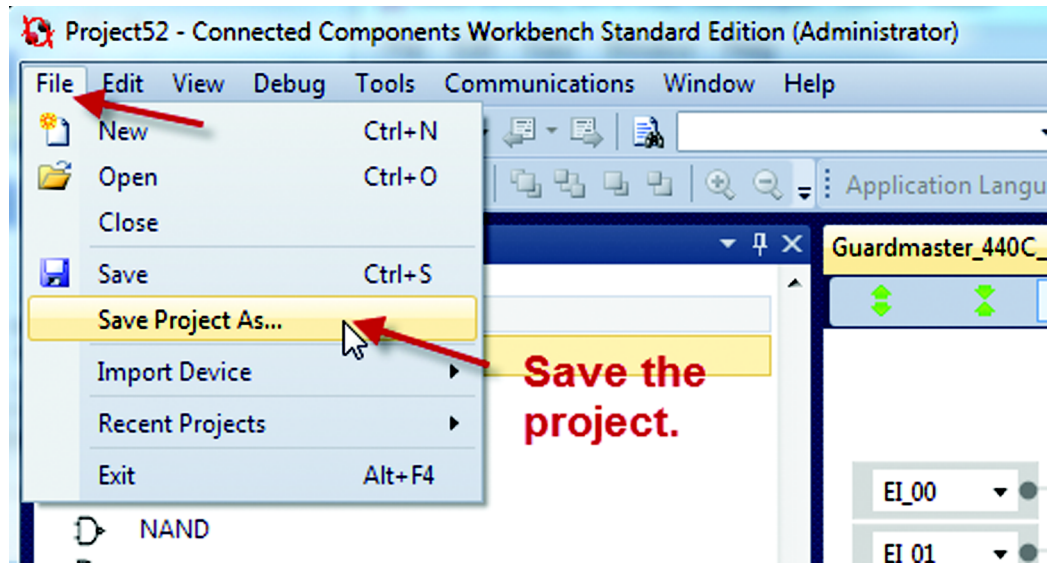 Project52 - Connected Components Workbench Standard Edition (Administrator)
File Edit View Debug Tools Communications Window Help
New Ctrl+N
Open Ctrl+O
Application Langu
Close
Guardmaster_440C_
Save Ctrl+S
Save Project As...
Import Device
Save the
project.
Recent Projects
Exit Alt+F4
EI_00
NAND
EI_01